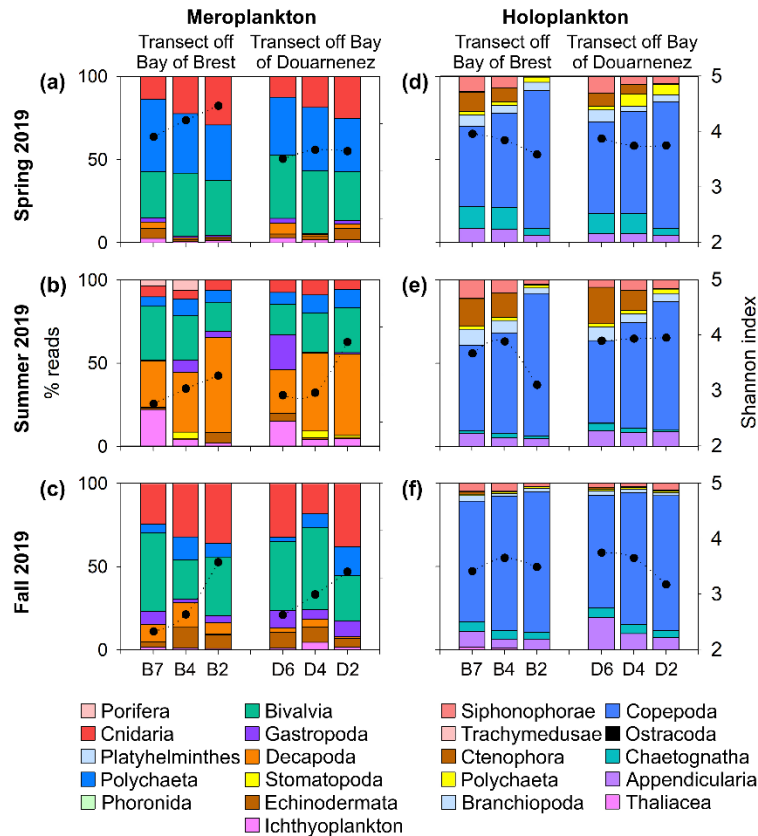 Meroplankton Holoplankton
Transect off Bay of Brest Transect off Bay of Douarnenez Transect off Bay of Brest Transect off Bay of Douarnenez
(a) 100 (d) 5
4
50
3
0 2
Spring 2019
(b) 100 (e) 5
4
50
3
0 2
Summer 2019
% reads
Shannon index
(c) 100 (f) 5
4
50
3
0 2
Fall 2019
B7 B4 B2 D6 D4 D2 B7 B4 B2 D6 D4 D2
Porifera Bivalvia Siphonophorae Copepoda
Cnidaria Gastropoda Trachymedusae Ostracoda
Platyhelminthes Decapoda Ctenophora Chaetognatha
Polychaeta Stomatopoda Polychaeta Appendicularia
Phoronida Echinodermata Branchiopoda Thaliacea
Ichthyoplankton